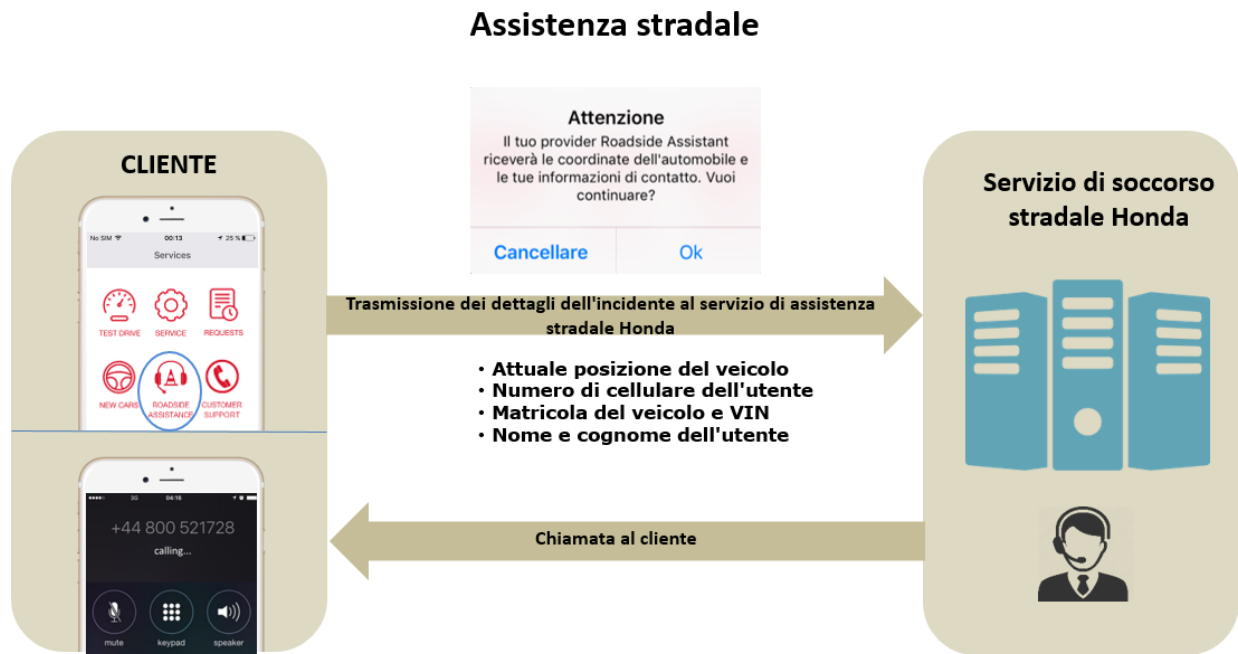 Assistenza stradale
Attenzione
Il tuo provider Roadside Assistant
riceverà le coordinate dell'automobile e
le tue informazioni di contatto. Vuoi
continuare?
Cancellare
Ok
CLIENTE
No SIM
00:13
25 %
Services
TEST DRIVE
SERVICE
REQUESTS
NEW CARS
ROADSIDE
ASSISTANCE
CUSTOMER
SUPPORT
Trasmissione dei dettagli dell'incidente al servizio di assistenza
stradale Honda
• Attuale posizione del veicolo
• Numero di cellulare dell'utente
• Matricola del veicolo e VIN
• Nome e cognome dell'utente
Servizio di soccorso
stradale Honda
3G
04:16
+44 800 521728
calling...
mute
keypad
speaker
Chiamata al cliente